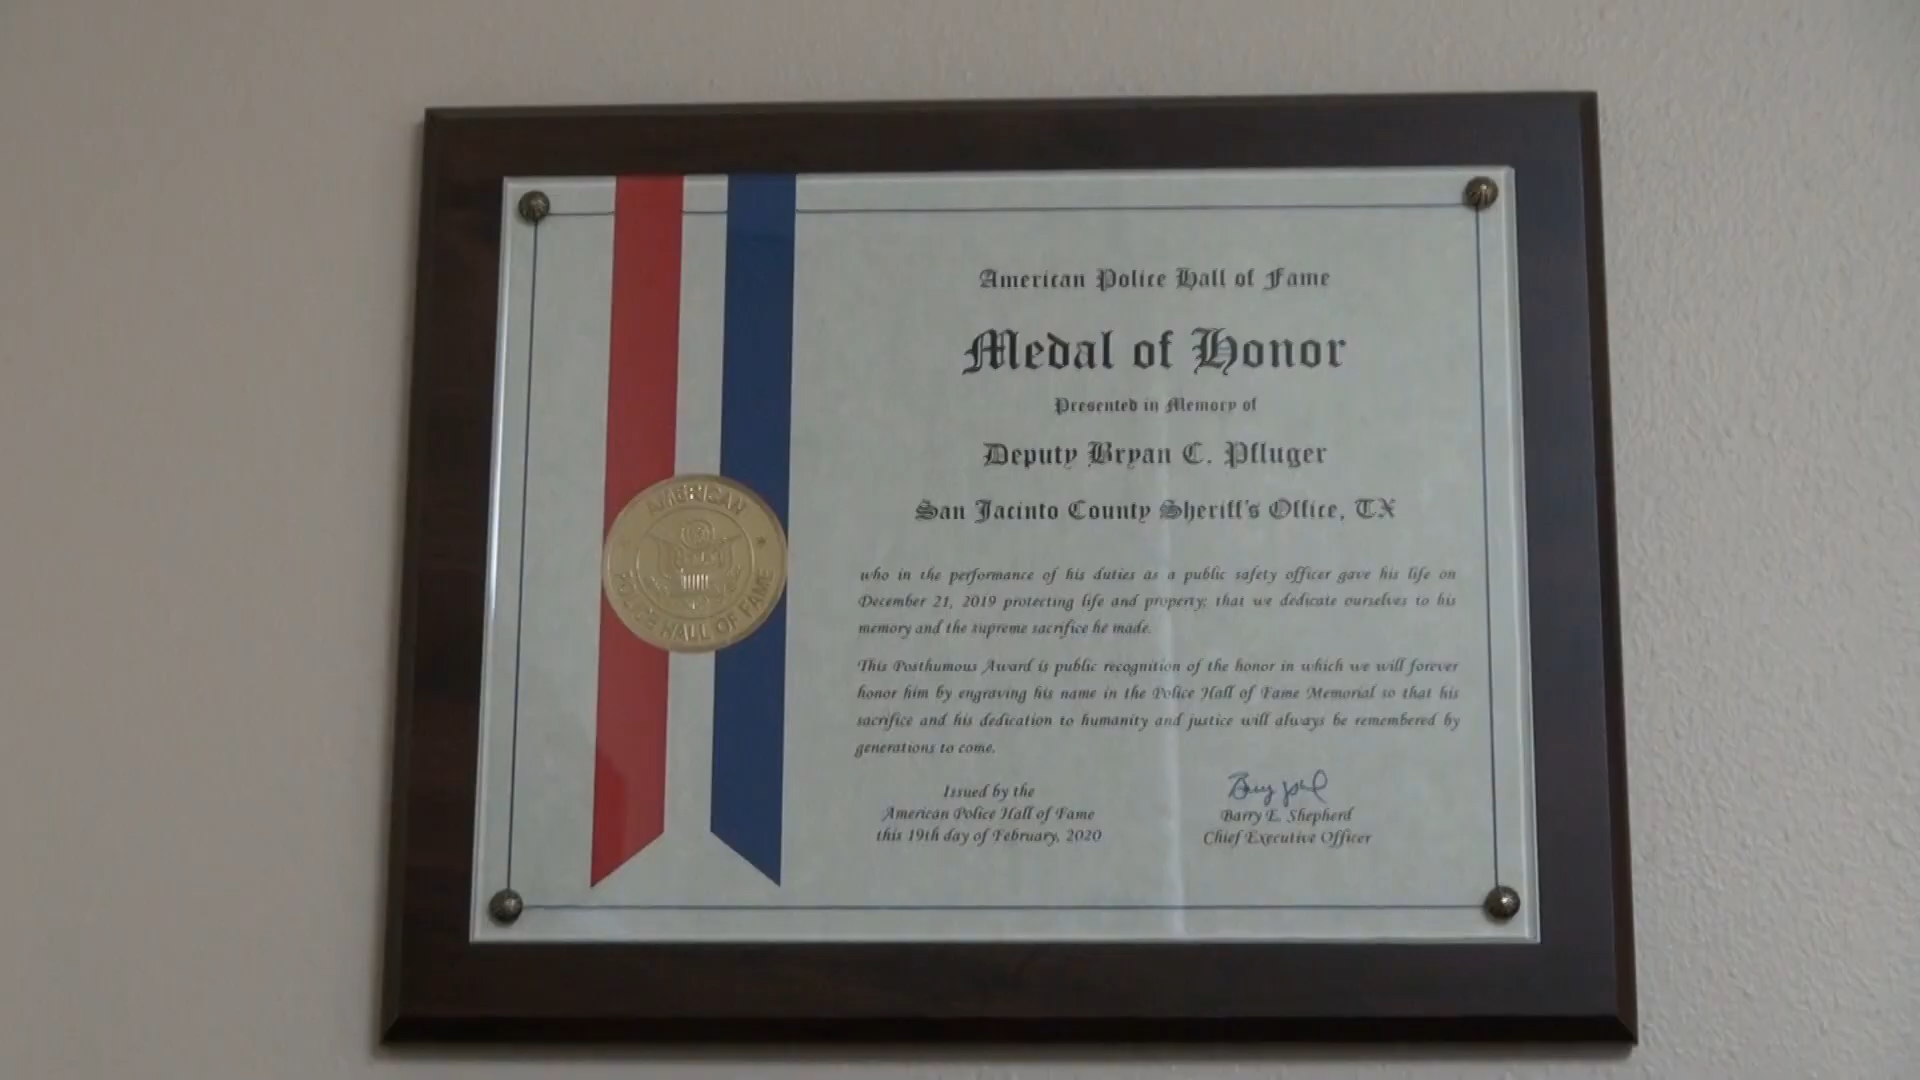 American Police Hall of Fame
Medal of Honor
Presented in Memory of
Deputy Bryan C. Pfluger
San Jacinto County Sheriff's Office, TX
who in the performance of his duties as a public safety officer gave his life on
December 21, 2019 protecting life and property; that we dedicate ourselves to his
memory and the supreme sacrifice he made.
This Posthumous Award is public recognition of the honor in which we will forever
honor him by engraving his name in the Police Hall of Fame Memorial so that his
sacrifice and his dedication to humanity and justice will always be remembered by
generations to come.
Issued by the
American Police Hall of Fame
this 19th day of February, 2020
Barry E. Shepherd
Chief Executive Officer
AMERICAN
POLICE HALL OF FAME